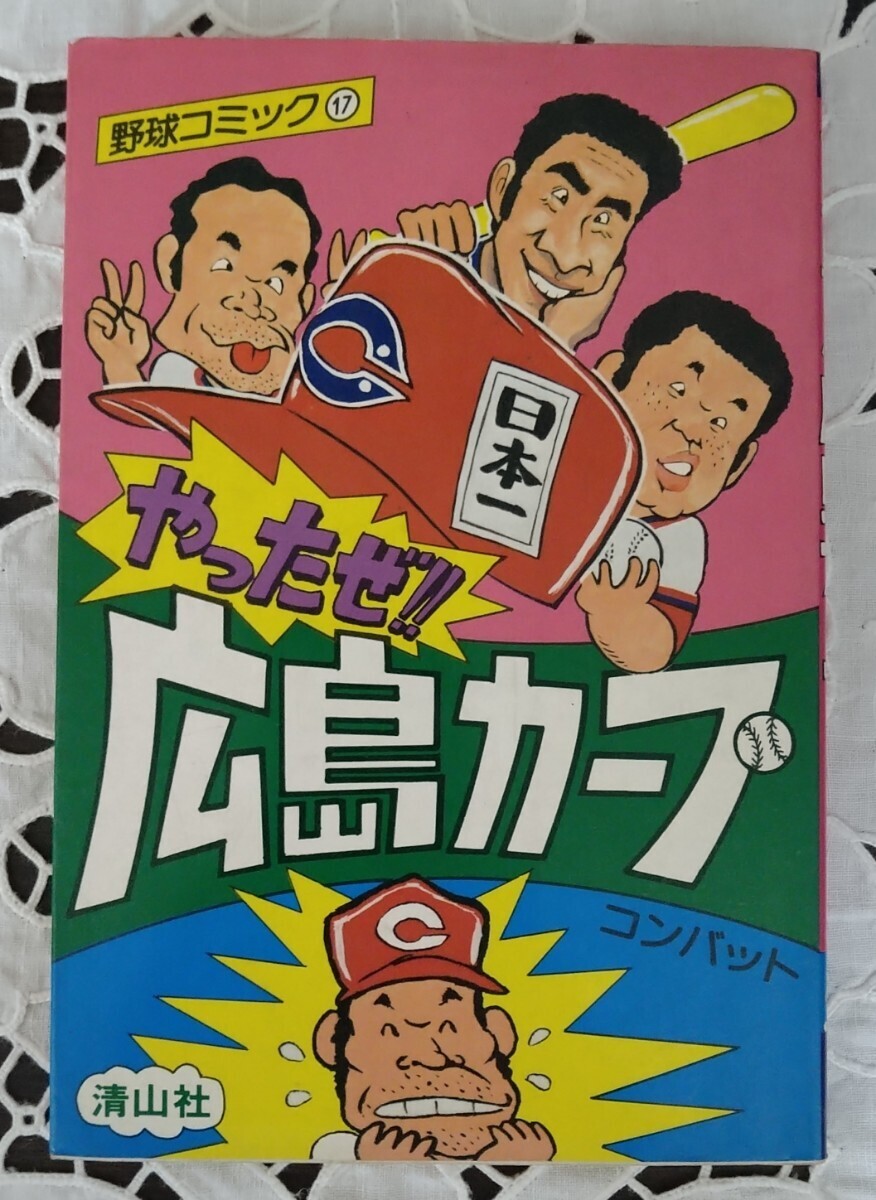 野球コミック⑰
C
日本一
やったぜ!!
広島カープ
コンバット
C
清山社